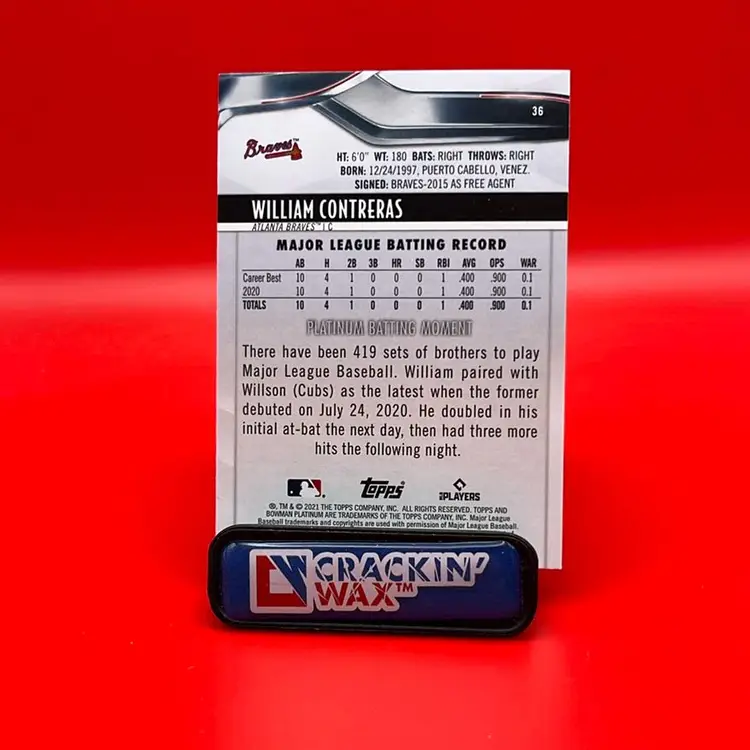 36
Braves™
HT: 6'0" WT: 180 BATS: RIGHT THROWS: RIGHT
BORN: 12/24/1997, PUERTO CABELLO, VENEZ.
SIGNED: BRAVES-2015 AS FREE AGENT
WILLIAM CONTRERAS
ATLANTA BRAVES™ | C
MAJOR LEAGUE BATTING RECORD
AB H 2B 3B HR SB RBI AVG OPS WAR
Career Best 10 4 1 0 0 0 1 .400 .900 0.1
2020 10 4 1 0 0 0 1 .400 .900 0.1
TOTALS 10 4 1 0 0 0 1 .400 .900 0.1
PLATINUM BATTING MOMENT
There have been 419 sets of brothers to play
Major League Baseball. William paired with
Willson (Cubs) as the latest when the former
debuted on July 24, 2020. He doubled in his
initial at-bat the next day, then had three more
hits the following night.
Topps PLAYERS
®, TM & © 2021 THE TOPPS COMPANY, INC. ALL RIGHTS RESERVED. TOPPS AND
BOWMAN PLATINUM ARE TRADEMARKS OF THE TOPPS COMPANY, INC. Major League
Baseball trademarks and copyrights are used with permission of Major League Baseball.
CW CRACKIN'
WAX™